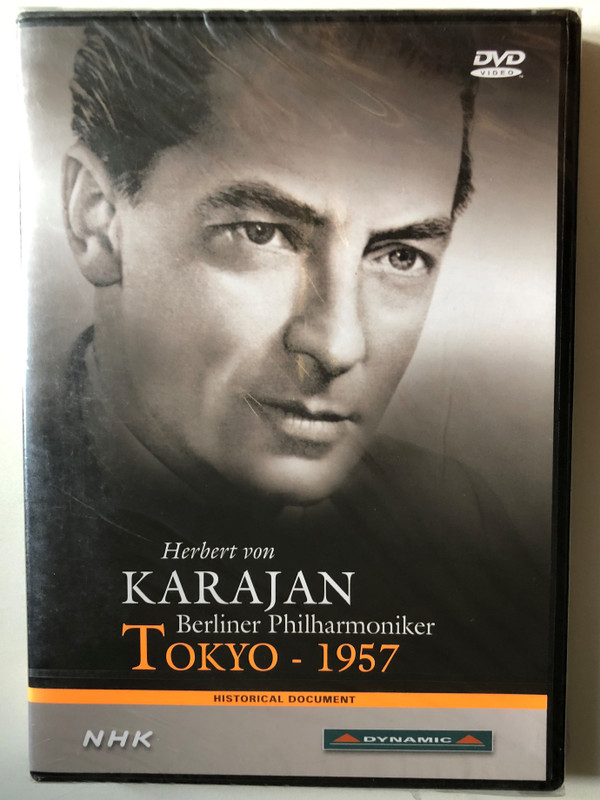 DVD
VIDEO
Herbert von
KARAJAN
Berliner Philharmoniker
TOKYO - 1957
HISTORICAL DOCUMENT
NHK
DYNAMIC